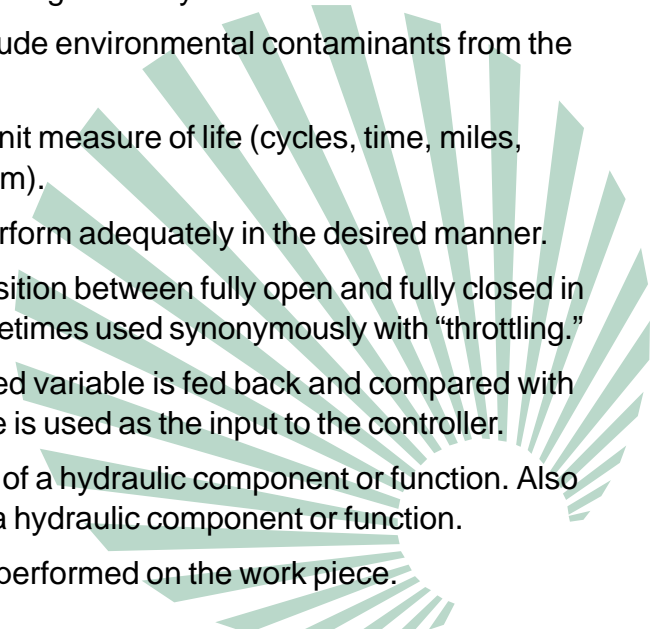 ude environmental contaminants from the
nit measure of life (cycles, time, miles,
m).
rform adequately in the desired manner.
sition between fully open and fully closed in
etimes used synonymously with “throttling.”
ed variable is fed back and compared with
e is used as the input to the controller.
of a hydraulic component or function. Also
a hydraulic component or function.
performed on the work piece.